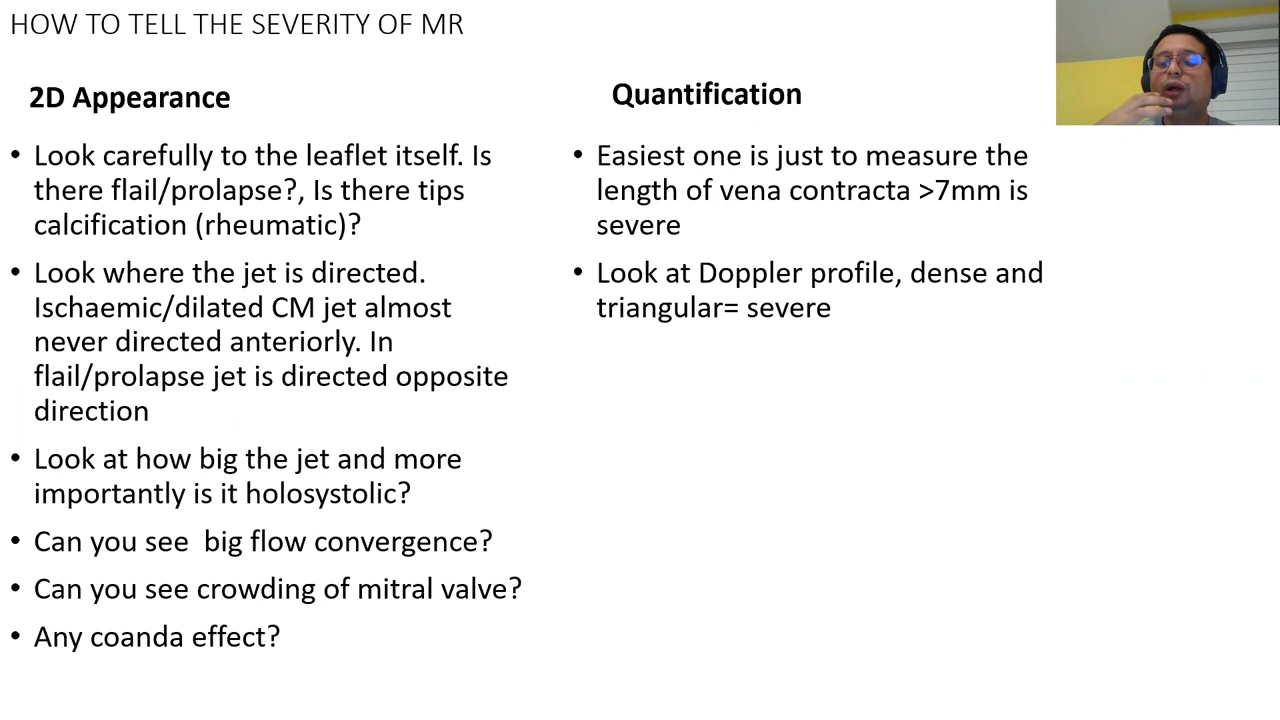 HOW TO TELL THE SEVERITY OF MR
2D Appearance
• Look carefully to the leaflet itself. Is
there flail/prolapse?, Is there tips
calcification (rheumatic)?
• Look where the jet is directed.
Ischaemic/dilated CM jet almost
never directed anteriorly. In
flail/prolapse jet is directed opposite
direction
• Look at how big the jet and more
importantly is it holosystolic?
• Can you see  big flow convergence?
• Can you see crowding of mitral valve?
• Any coanda effect?
Quantification
• Easiest one is just to measure the
length of vena contracta >7mm is
severe
• Look at Doppler profile, dense and
triangular= severe